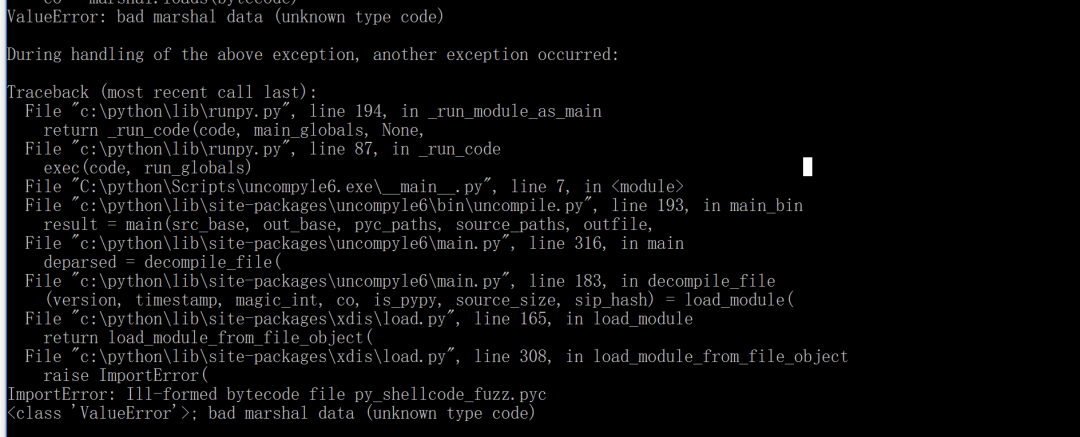 co = marshal.loads(bytecode)
ValueError: bad marshal data (unknown type code)
During handling of the above exception, another exception occurred:
Traceback (most recent call last):
File "c:\python\lib\runpy.py", line 194, in _run_module_as_main
return _run_code(code, main_globals, None,
File "c:\python\lib\runpy.py", line 87, in _run_code
exec(code, run_globals)
File "C:\python\Scripts\uncompyle6.exe\__main__.py", line 7, in <module>
File "c:\python\lib\site-packages\uncompyle6\bin\uncompile.py", line 193, in main_bin
result = main(src_base, out_base, pyc_paths, source_paths, outfile,
File "c:\python\lib\site-packages\uncompyle6\main.py", line 316, in main
deparsed = decompile_file(
File "c:\python\lib\site-packages\uncompyle6\main.py", line 183, in decompile_file
(version, timestamp, magic_int, co, is_pypy, source_size, sip_hash) = load_module(
File "c:\python\lib\site-packages\xdis\load.py", line 165, in load_module
return load_module_from_file_object(
File "c:\python\lib\site-packages\xdis\load.py", line 308, in load_module_from_file_object
raise ImportError(
ImportError: Ill-formed bytecode file py_shellcode_fuzz.pyc
<class 'ValueError'>; bad marshal data (unknown type code)